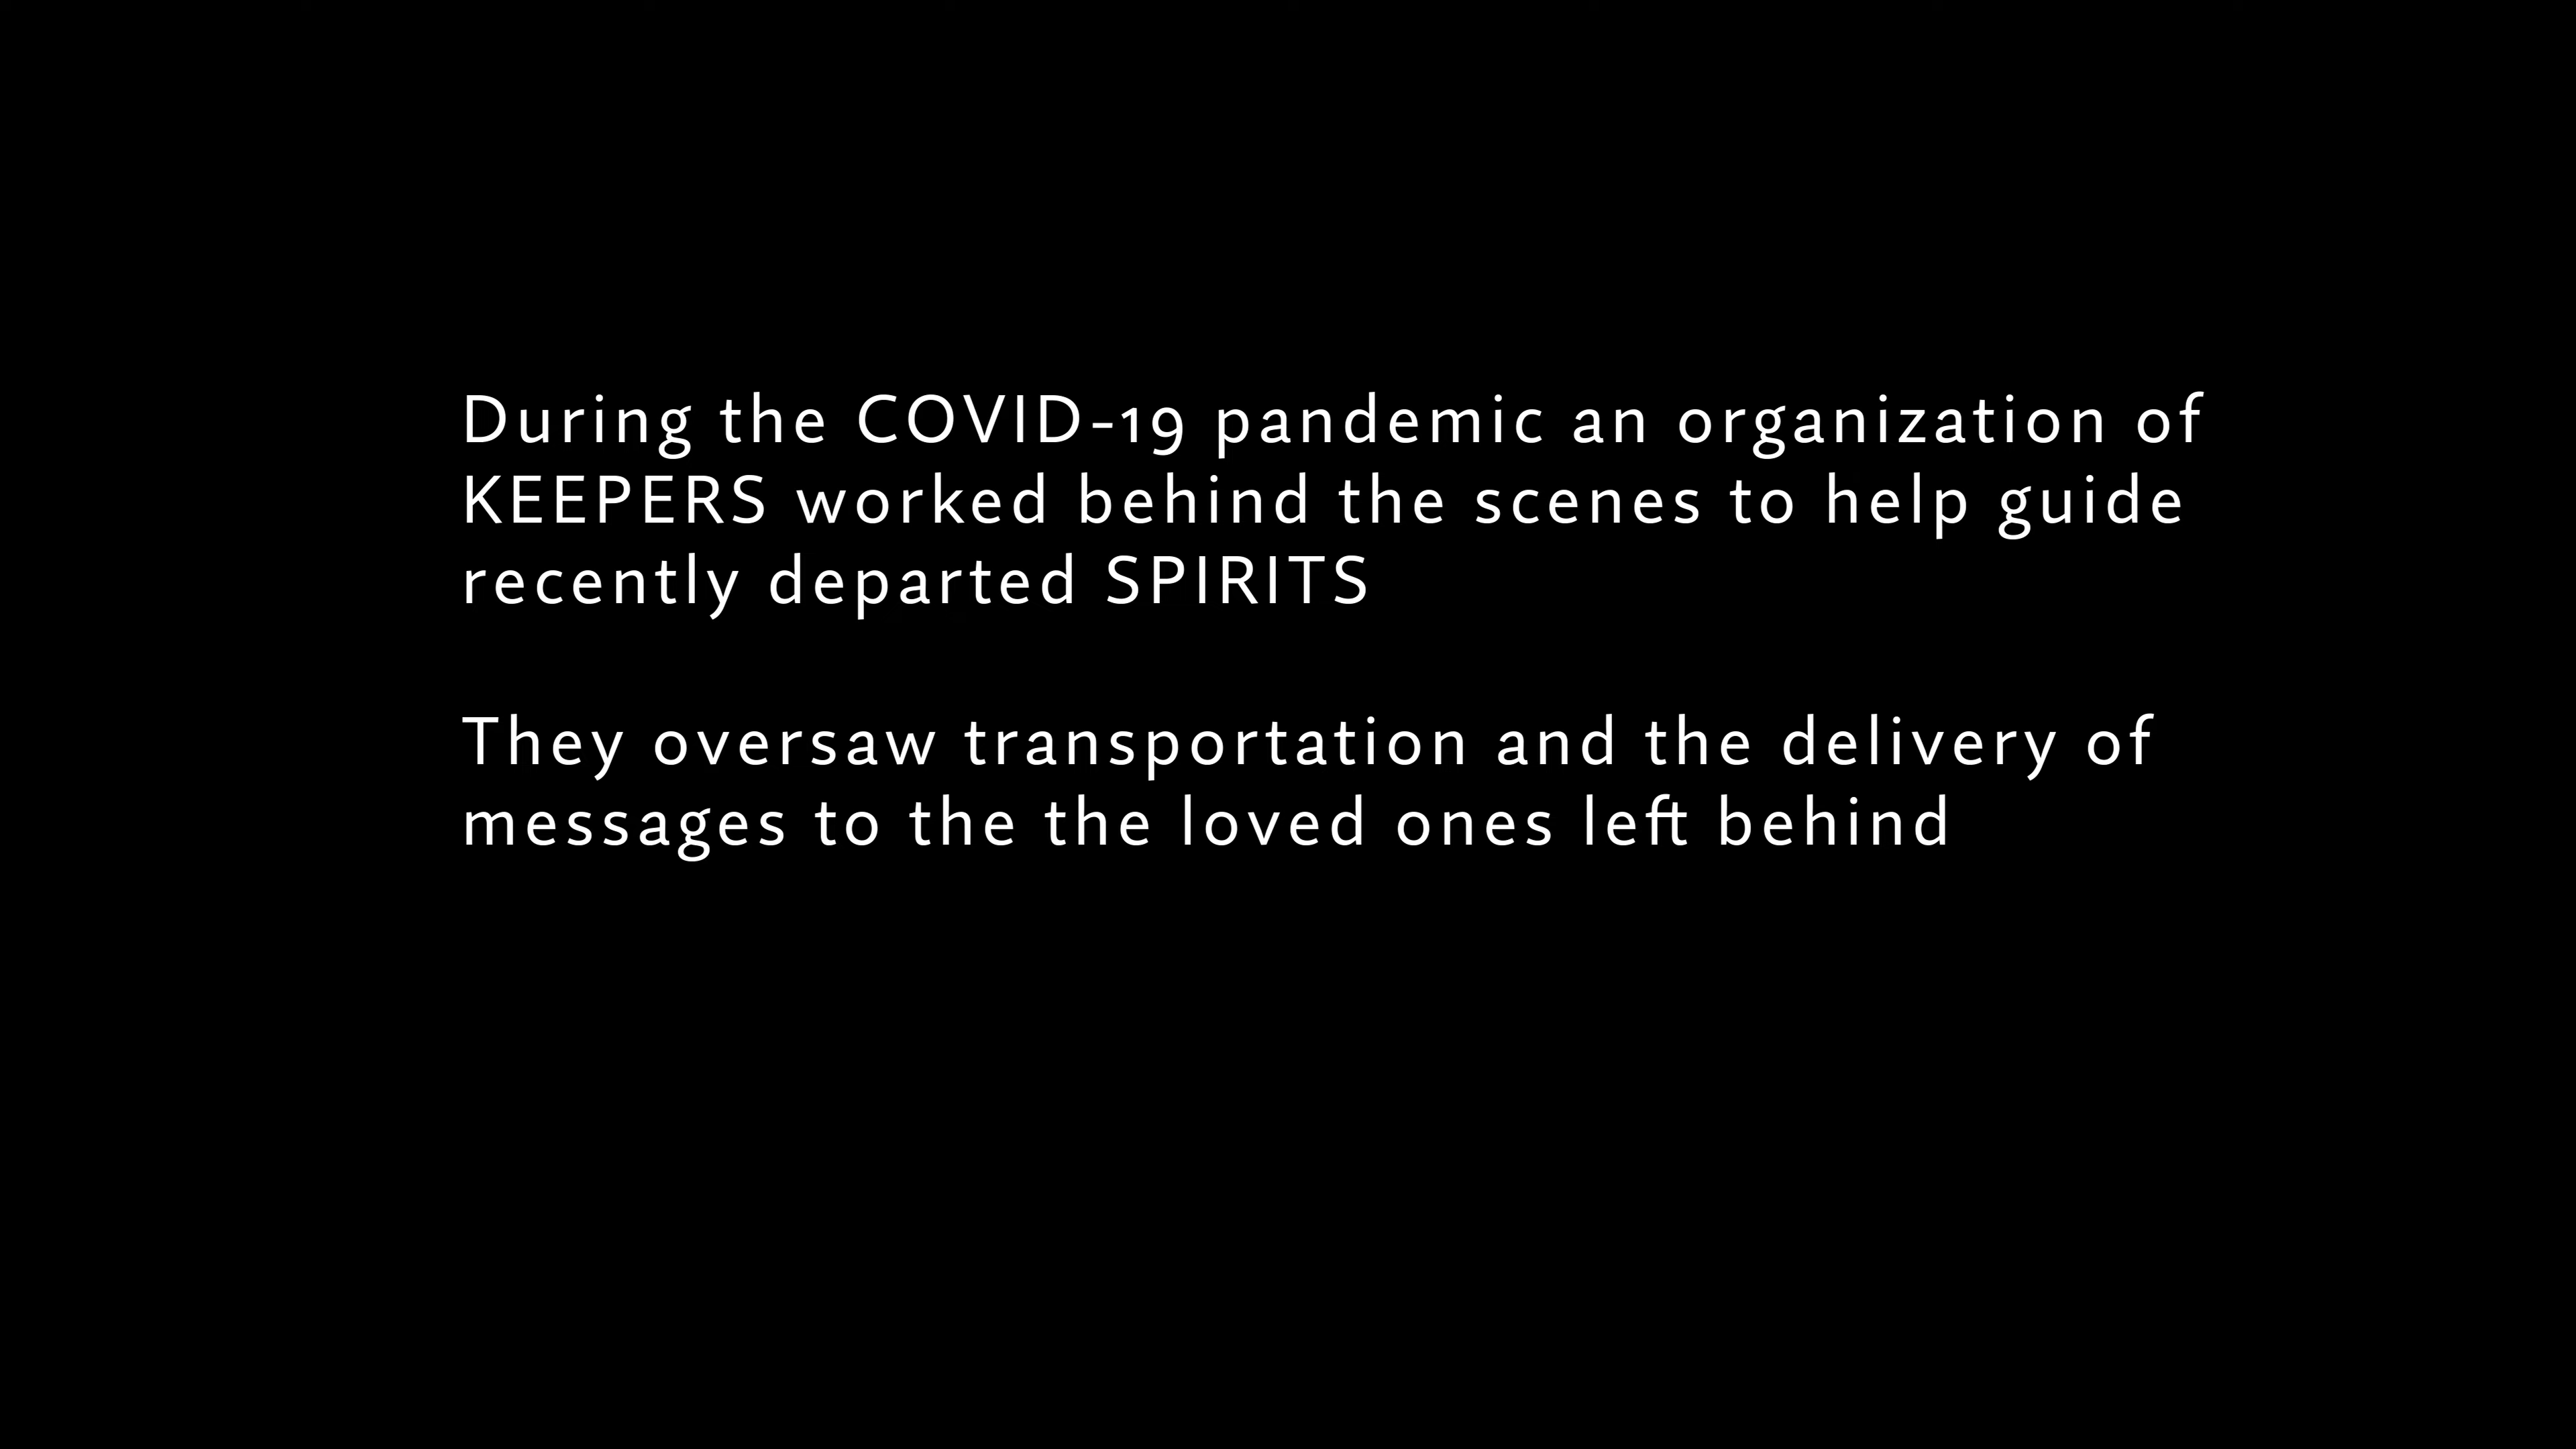 During the COVID-19 pandemic an organization of
KEEPERS worked behind the scenes to help guide
recently departed SPIRITS
They oversaw transportation and the delivery of
messages to the the loved ones left behind